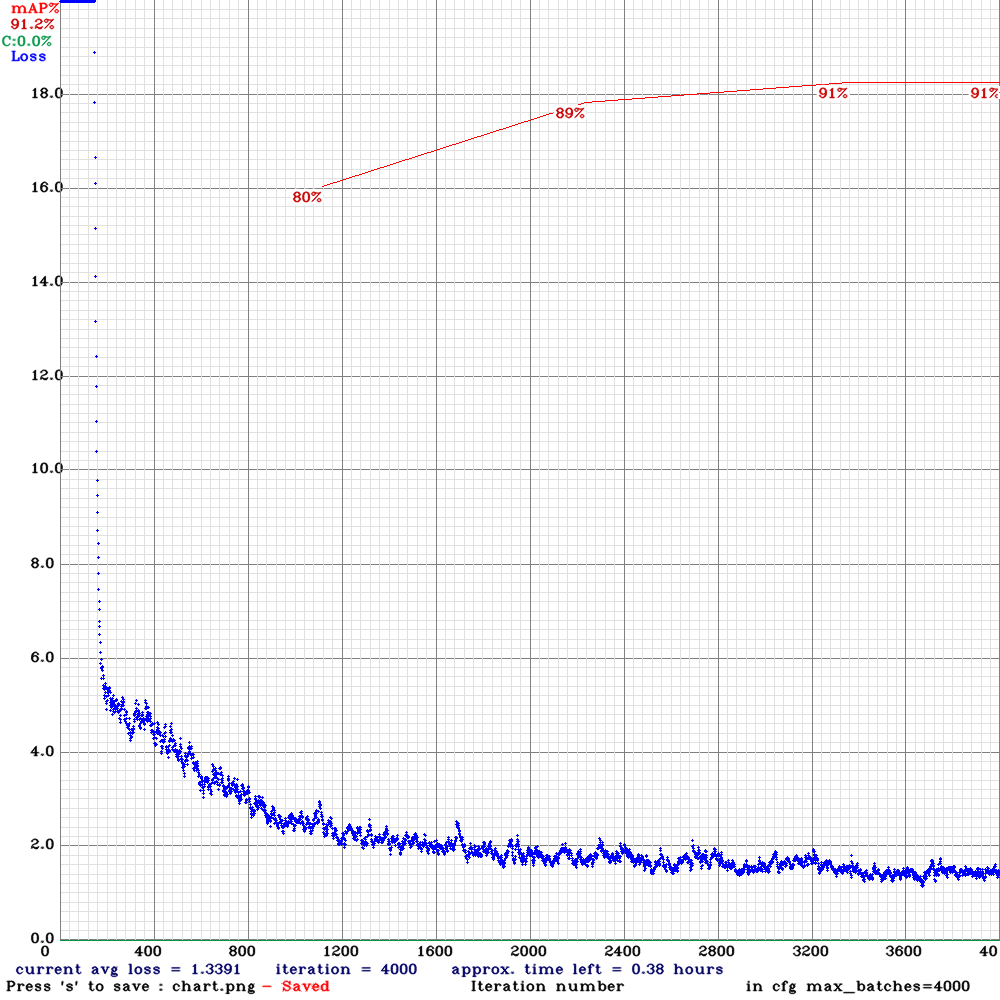 mAP%
91.2%
C:0.0%
Loss
18.0
91%
91%
89%
16.0
80%
14.0
12.0
10.0
8.0
6.0
4.0
2.0
0.0
0 400 800 1200 1600 2000 2400 2800 3200 3600 40
current avg loss = 1.3391 iteration = 4000 approx. time left = 0.38 hours
Press 's' to save : chart.png - Saved Iteration number in cfg max_batches=4000